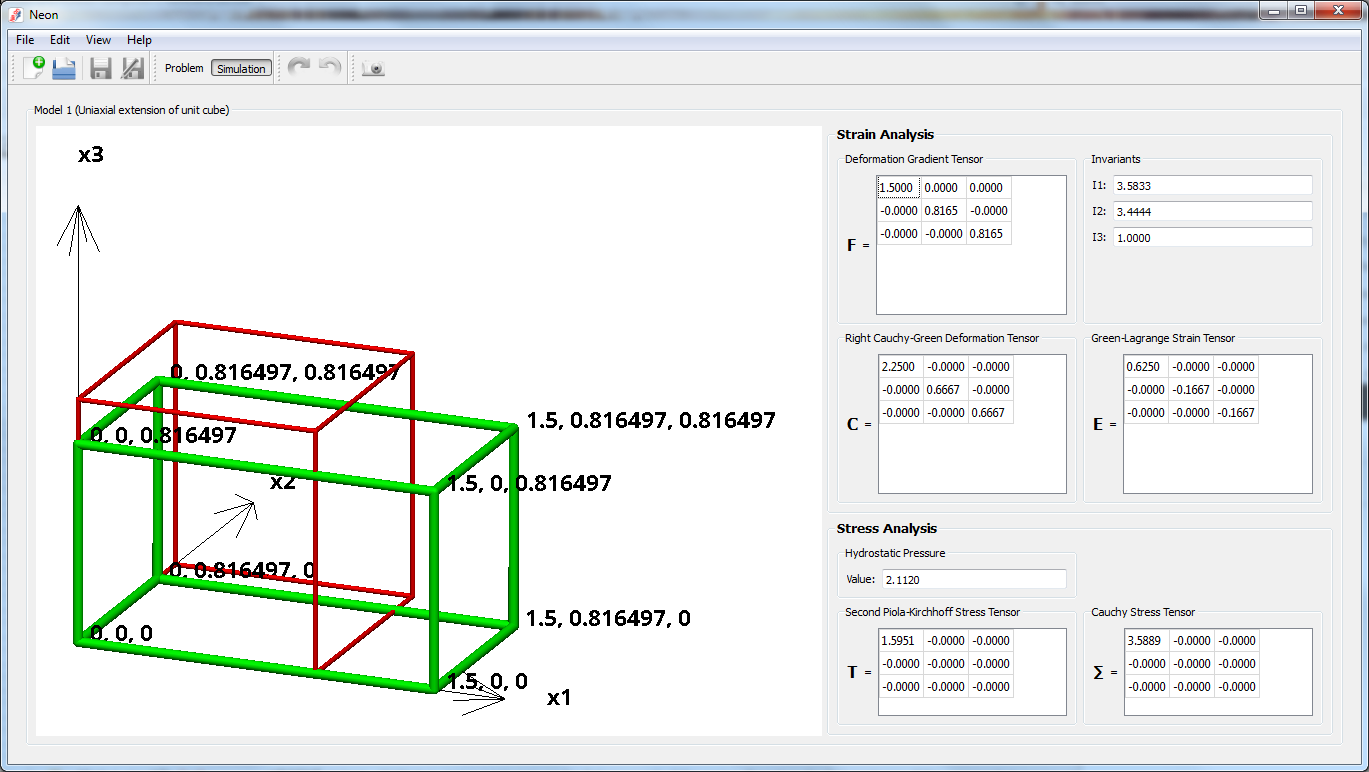 Neon
File Edit View Help
Problem Simulation
Model 1 (Uniaxial extension of unit cube)
x3
0, 0.816497, 0.816497
1.5, 0.816497, 0.816497
0, 0, 0.816497
1.5, 0, 0.816497
x2
0, 0.816497, 0
1.5, 0.816497, 0
0, 0, 0
1.5, 0, 0
x1
Strain Analysis
Deformation Gradient Tensor
F =
1.5000 0.0000 0.0000
-0.0000 0.8165 -0.0000
-0.0000 -0.0000 0.8165
Invariants
I1: 3.5833
I2: 3.4444
I3: 1.0000
Right Cauchy-Green Deformation Tensor
C =
2.2500 -0.0000 -0.0000
-0.0000 0.6667 -0.0000
-0.0000 -0.0000 0.6667
Green-Lagrange Strain Tensor
E =
0.6250 -0.0000 -0.0000
-0.0000 -0.1667 -0.0000
-0.0000 -0.0000 -0.1667
Stress Analysis
Hydrostatic Pressure
Value: 2.1120
Second Piola-Kirchhoff Stress Tensor
T =
1.5951 -0.0000 -0.0000
-0.0000 -0.0000 -0.0000
-0.0000 -0.0000 -0.0000
Cauchy Stress Tensor
Σ =
3.5889 -0.0000 -0.0000
-0.0000 -0.0000 -0.0000
-0.0000 -0.0000 -0.0000